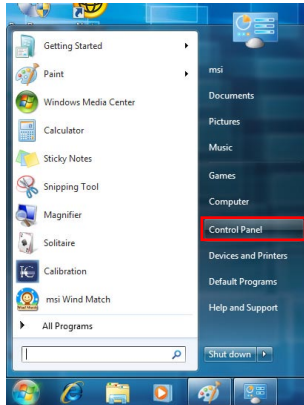 Getting Started
Paint
Windows Media Center
Calculator
Sticky Notes
Snipping Tool
Magnifier
Solitaire
Calibration
msi Wind Match
All Programs
msi
Documents
Pictures
Music
Games
Computer
Control Panel
Devices and Printers
Default Programs
Help and Support
Shut down